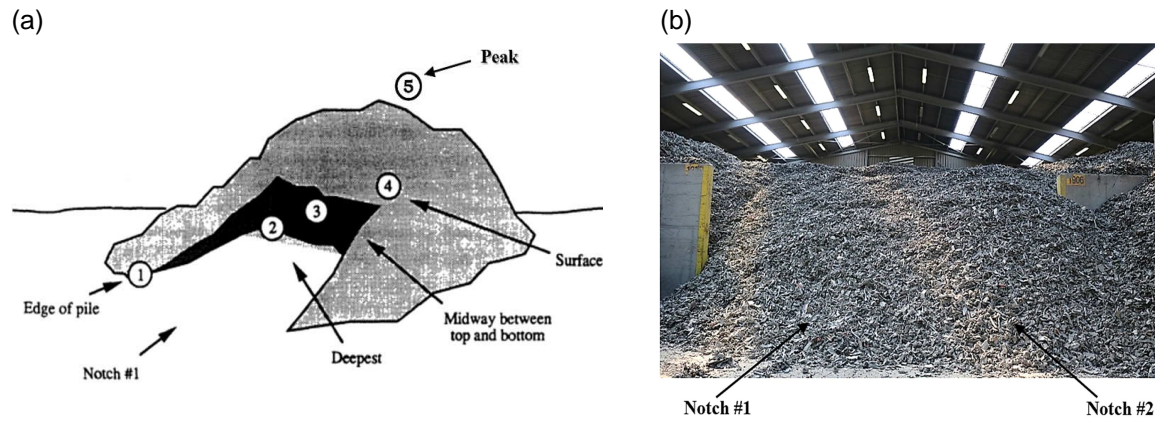 (a)
Peak
5
4
3
2
1
Surface
Edge of pile
Midway between
top and bottom
Deepest
Notch #1
(b)
1906
Notch #1
Notch #2